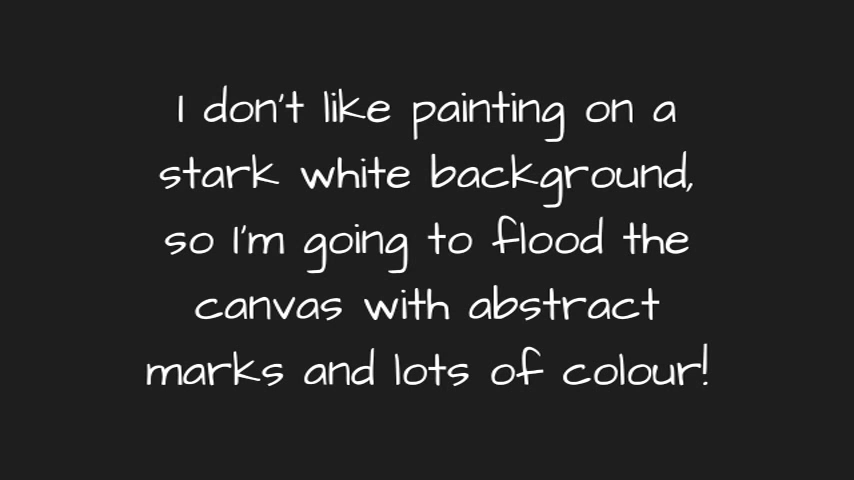 I don't like painting on a
stark white background,
so I'm going to flood the
canvas with abstract
marks and lots of colour!